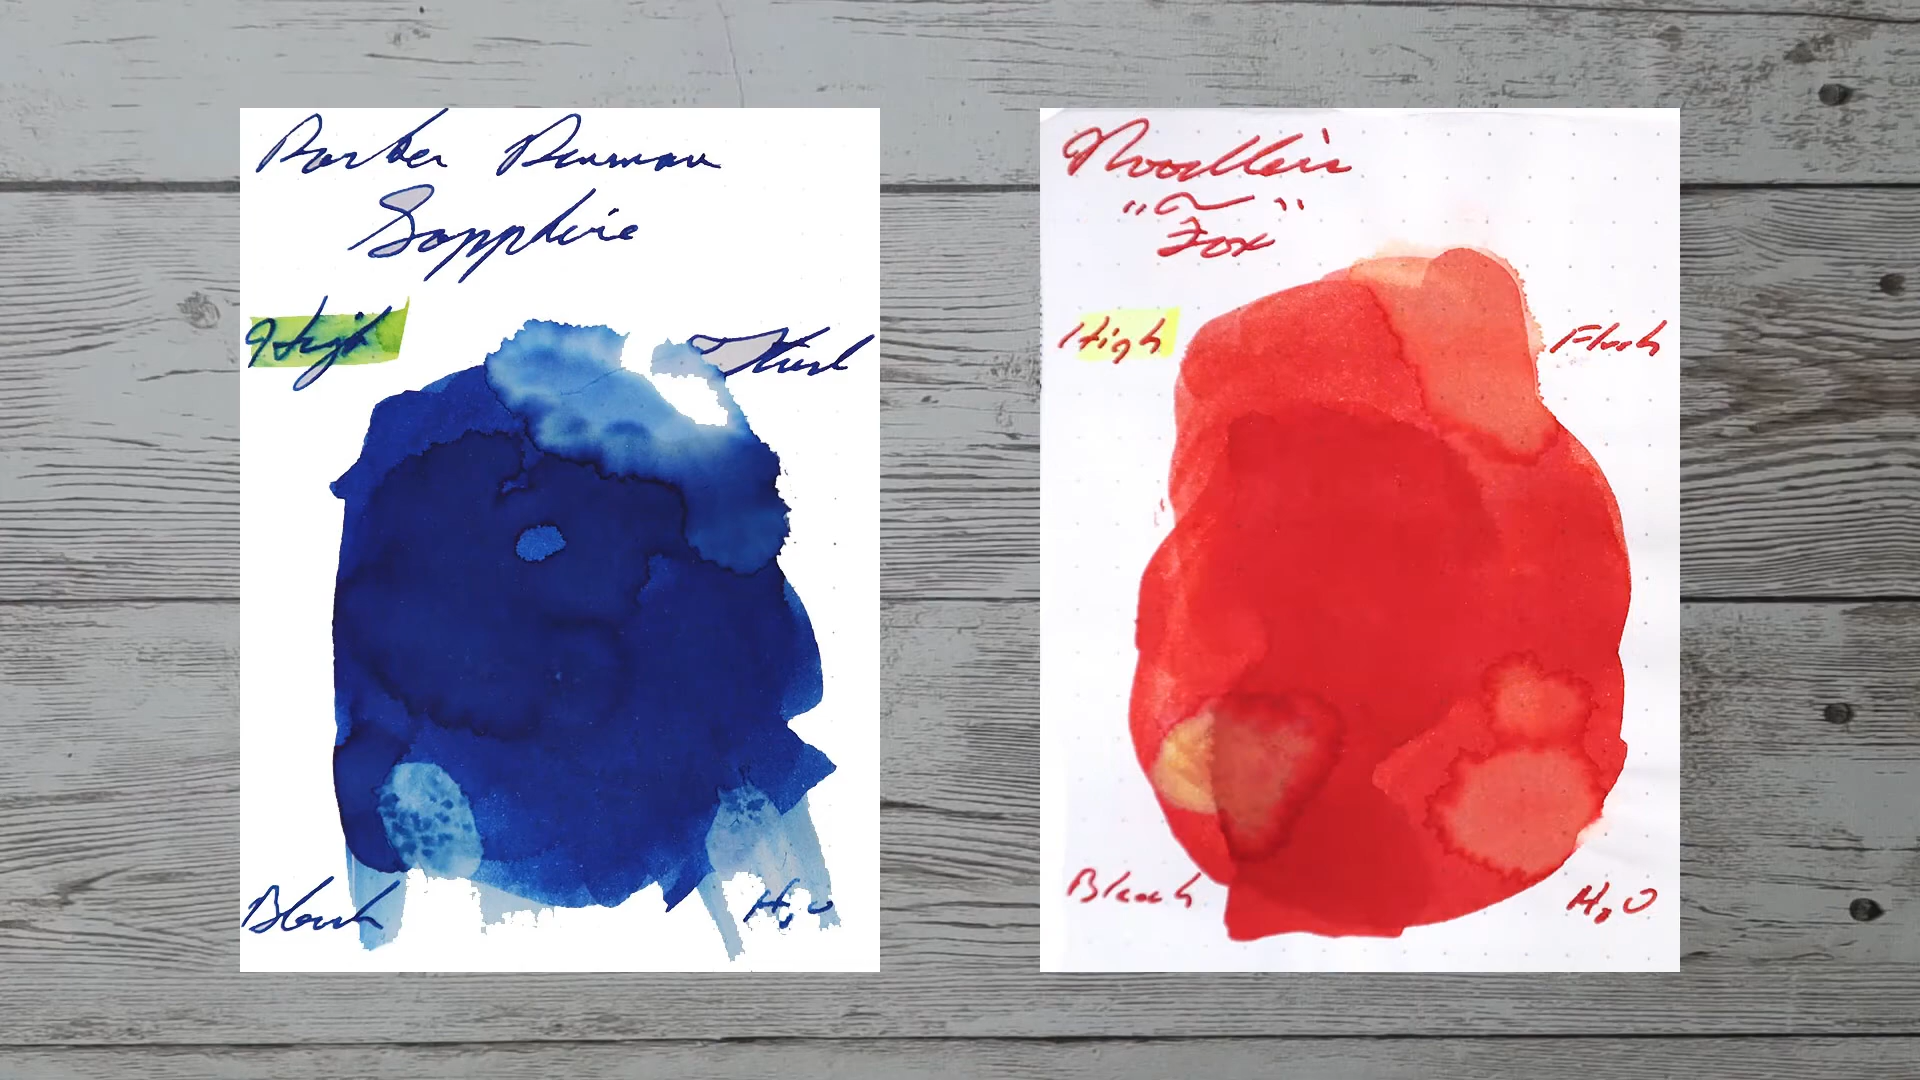 Parker Penman
Sapphire
High
Flush
Bleach
H₂O
Noodler's
"~"
Fox
High
Flush
Bleach
H₂O